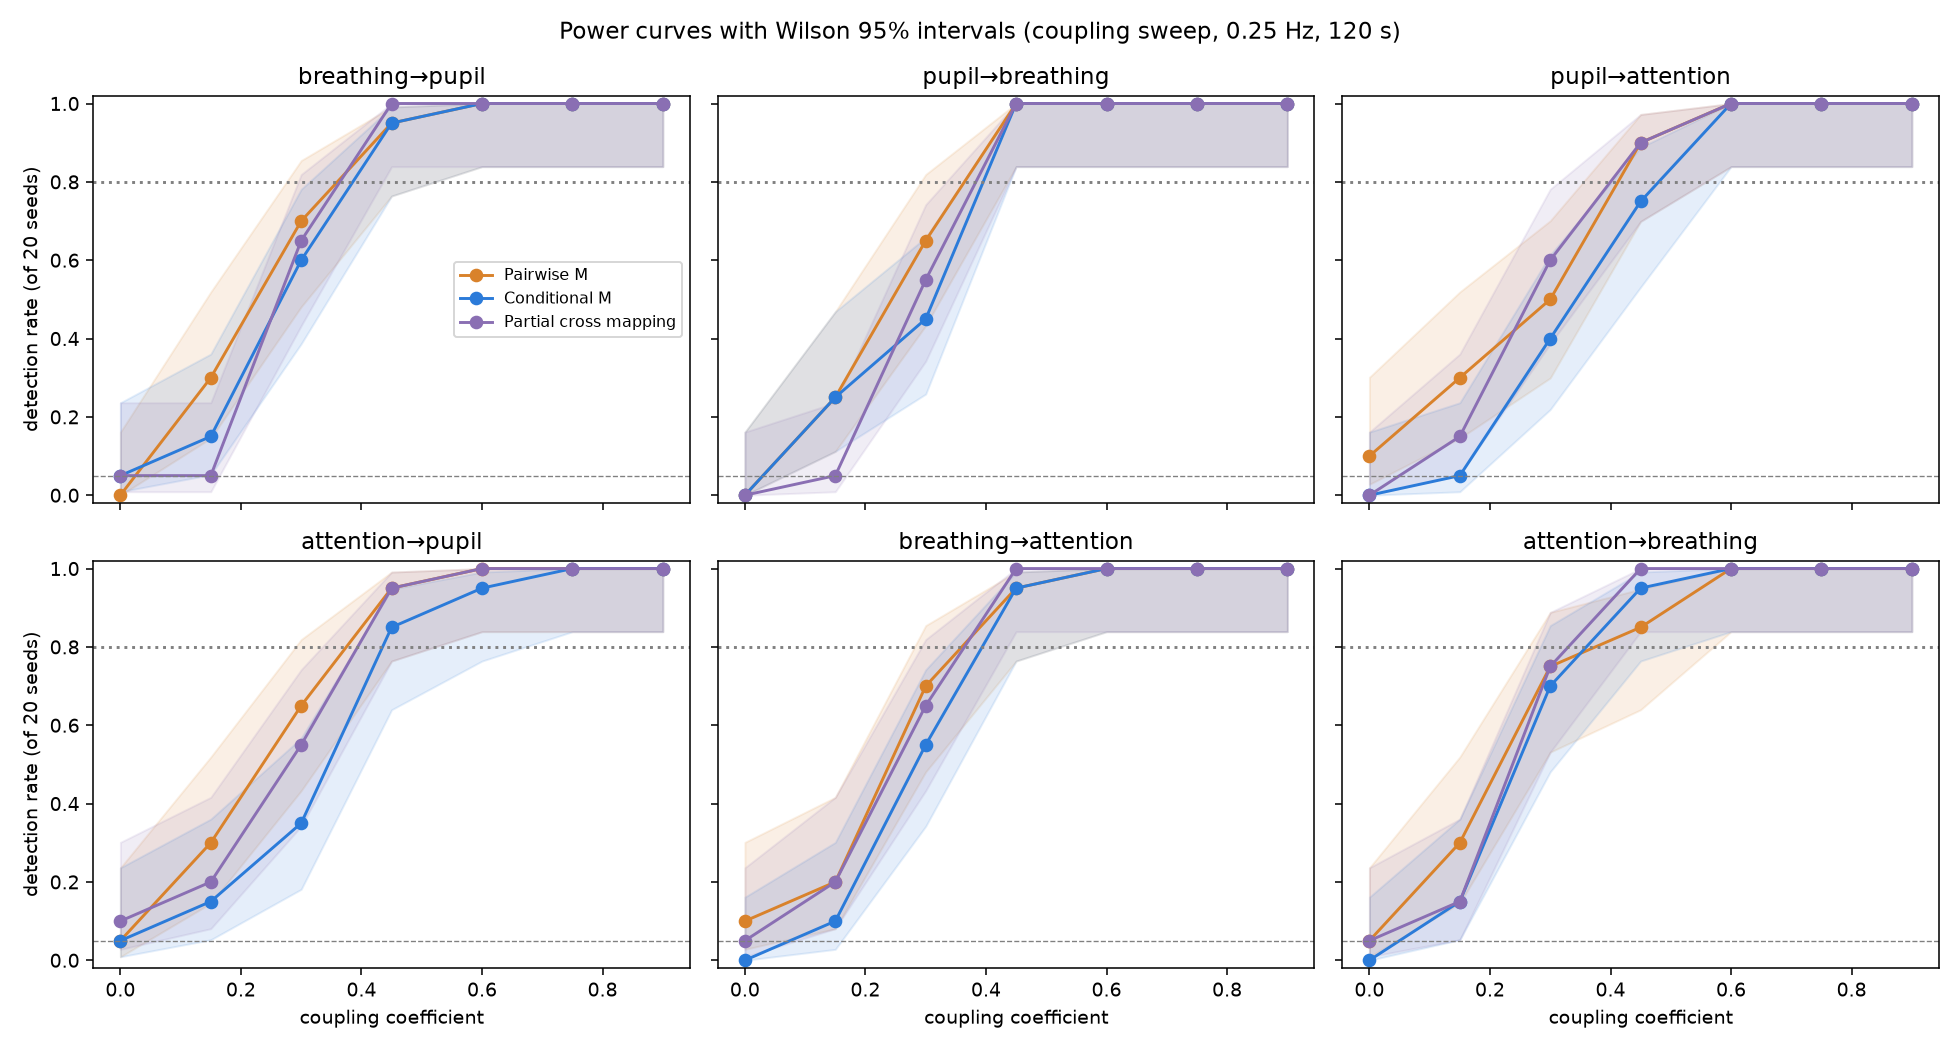 Power curves with Wilson 95% intervals (coupling sweep, 0.25 Hz, 120 s)
breathing→pupil
pupil→breathing
pupil→attention
detection rate (of 20 seeds)
1.0
0.8
0.6
0.4
0.2
0.0
Pairwise M
Conditional M
Partial cross mapping
attention→pupil
breathing→attention
attention→breathing
detection rate (of 20 seeds)
1.0
0.8
0.6
0.4
0.2
0.0
0.0 0.2 0.4 0.6 0.8
0.0 0.2 0.4 0.6 0.8
0.0 0.2 0.4 0.6 0.8
coupling coefficient
coupling coefficient
coupling coefficient